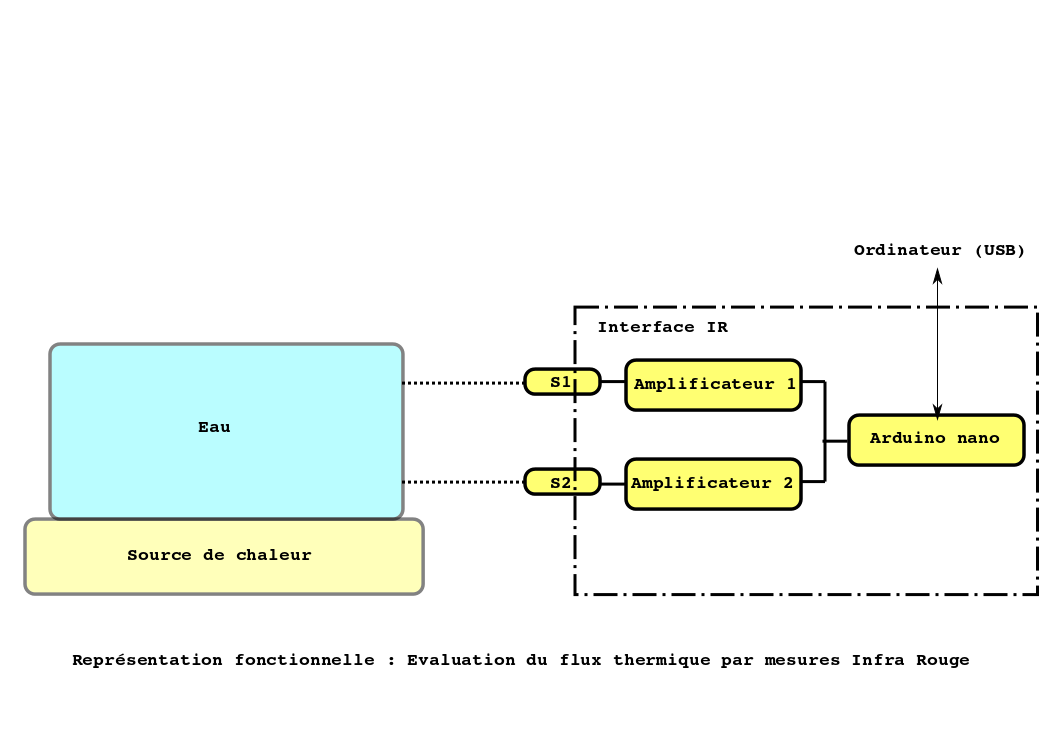 Ordinateur (USB)
Interface IR
S1
Amplificateur 1
Eau
Arduino nano
S2
Amplificateur 2
Source de chaleur
Représentation fonctionnelle : Evaluation du flux thermique par mesures Infra Rouge